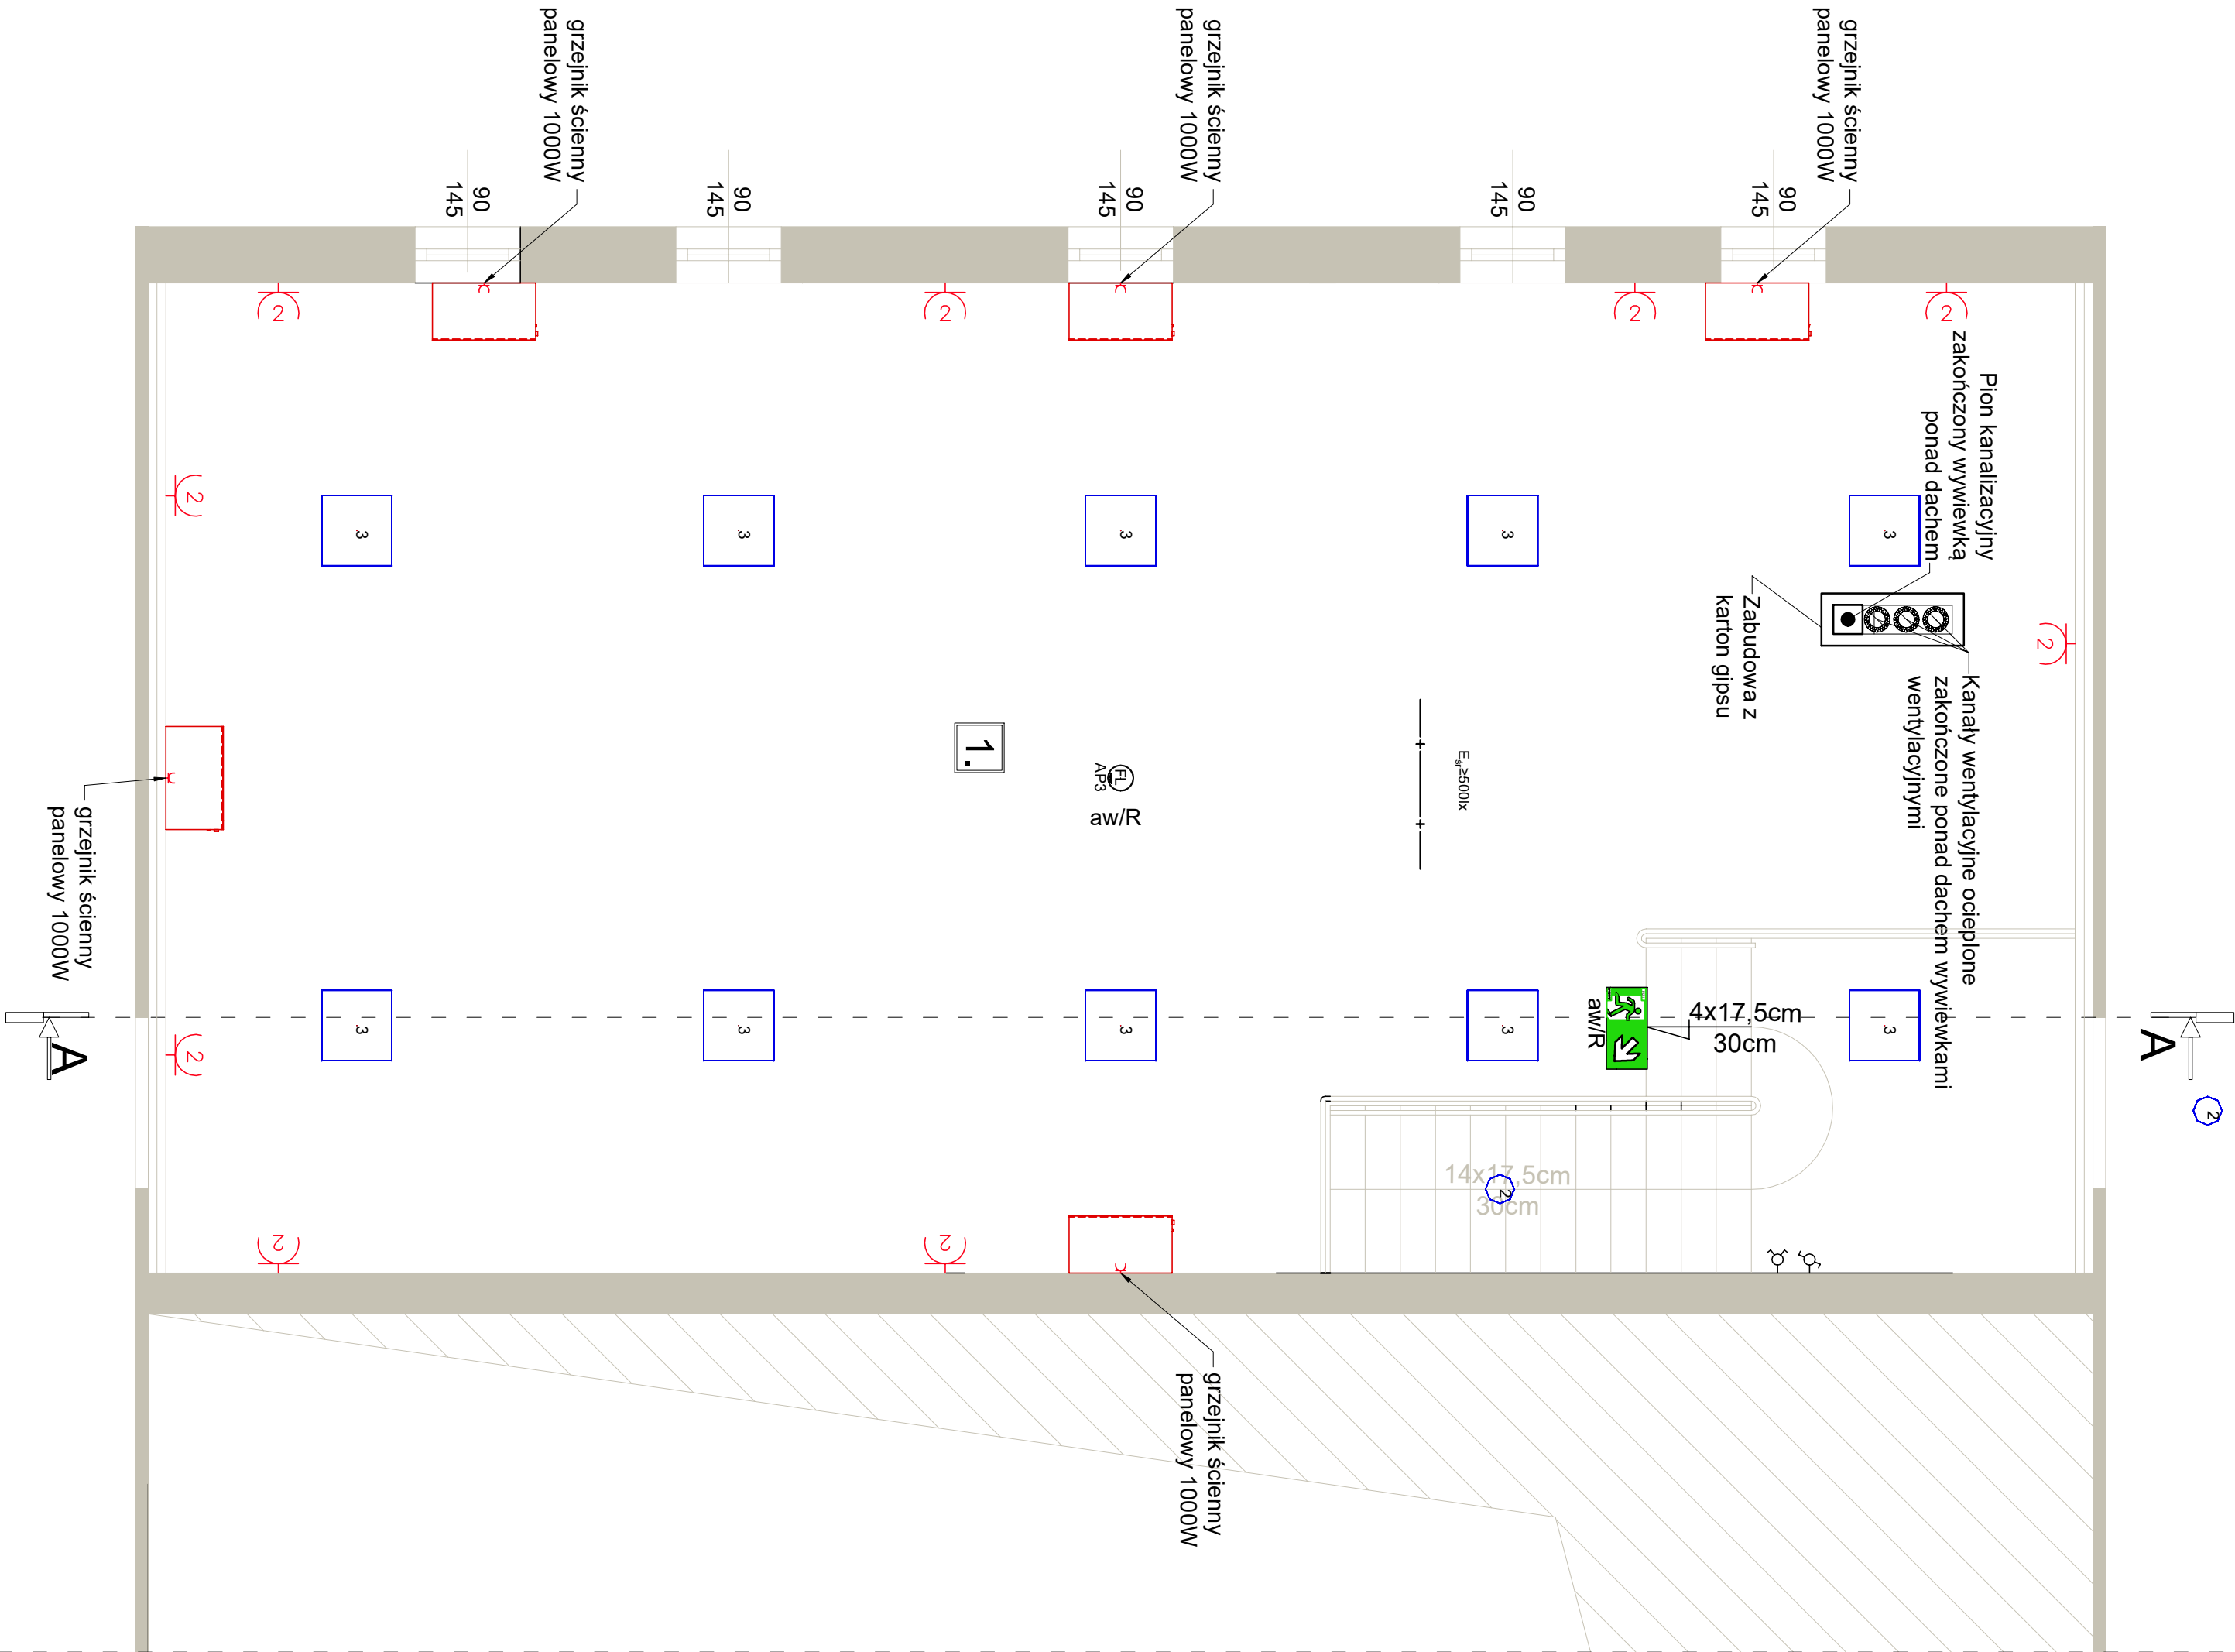 grzejnik ścienny
panelowy 1000W
grzejnik ścienny
panelowy 1000W
grzejnik ścienny
panelowy 1000W
90
145
90
145
90
145
90
145
90
145
2
2
2
2
Pion kanalizacyjny
zakończony wywiewką
ponad dachem
2
3
3
3
3
3
Zabudowa z
karton gipsu
2
Kanały wentylacyjne ocieplone
zakończone ponad dachem wywiewkami
wentylacyjnymi
1.
FL
AP3
aw/R
Eśr≥500lx
grzejnik ścienny
panelowy 1000W
A
2
3
3
3
3
3
aw/R
4x17,5cm
30cm
A
2
14x17,5cm
30cm
2
2
2
grzejnik ścienny
panelowy 1000W